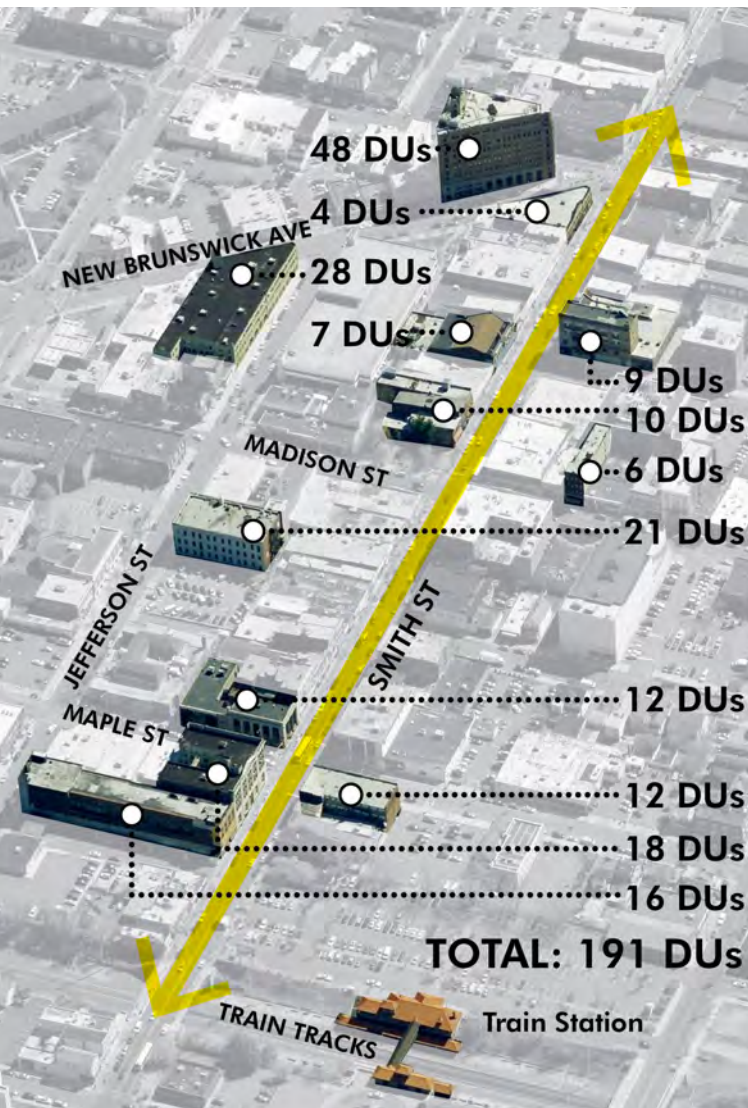 48 DUs
4 DUs
NEW BRUNSWICK AVE
28 DUs
7 DUs
9 DUs
10 DUs
MADISON ST
6 DUs
21 DUs
JEFFERSON ST
SMITH ST
12 DUs
MAPLE ST
12 DUs
18 DUs
16 DUs
TOTAL: 191 DUs
TRAIN TRACKS
Train Station